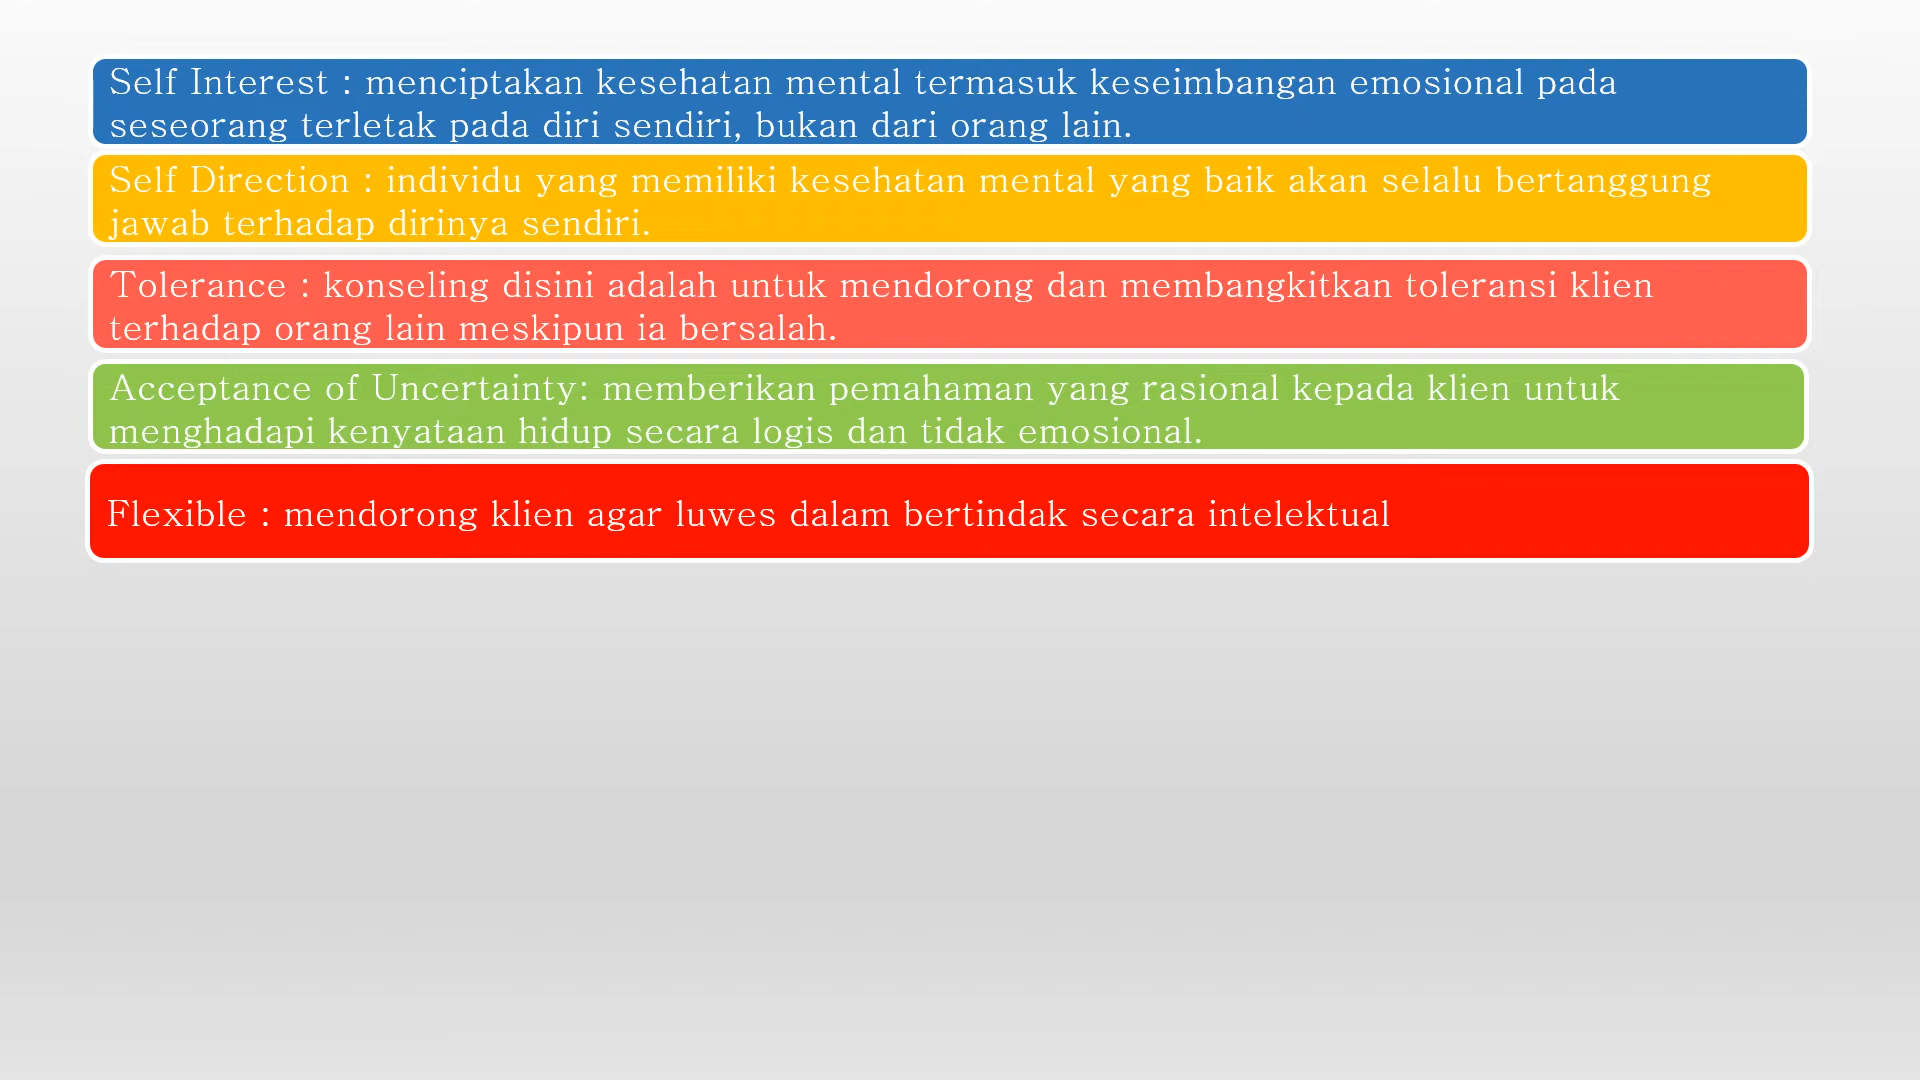 Self Interest : menciptakan kesehatan mental termasuk keseimbangan emosional pada
seseorang terletak pada diri sendiri, bukan dari orang lain.
Self Direction : individu yang memiliki kesehatan mental yang baik akan selalu bertanggung
jawab terhadap dirinya sendiri.
Tolerance : konseling disini adalah untuk mendorong dan membangkitkan toleransi klien
terhadap orang lain meskipun ia bersalah.
Acceptance of Uncertainty: memberikan pemahaman yang rasional kepada klien untuk
menghadapi kenyataan hidup secara logis dan tidak emosional.
Flexible : mendorong klien agar luwes dalam bertindak secara intelektual